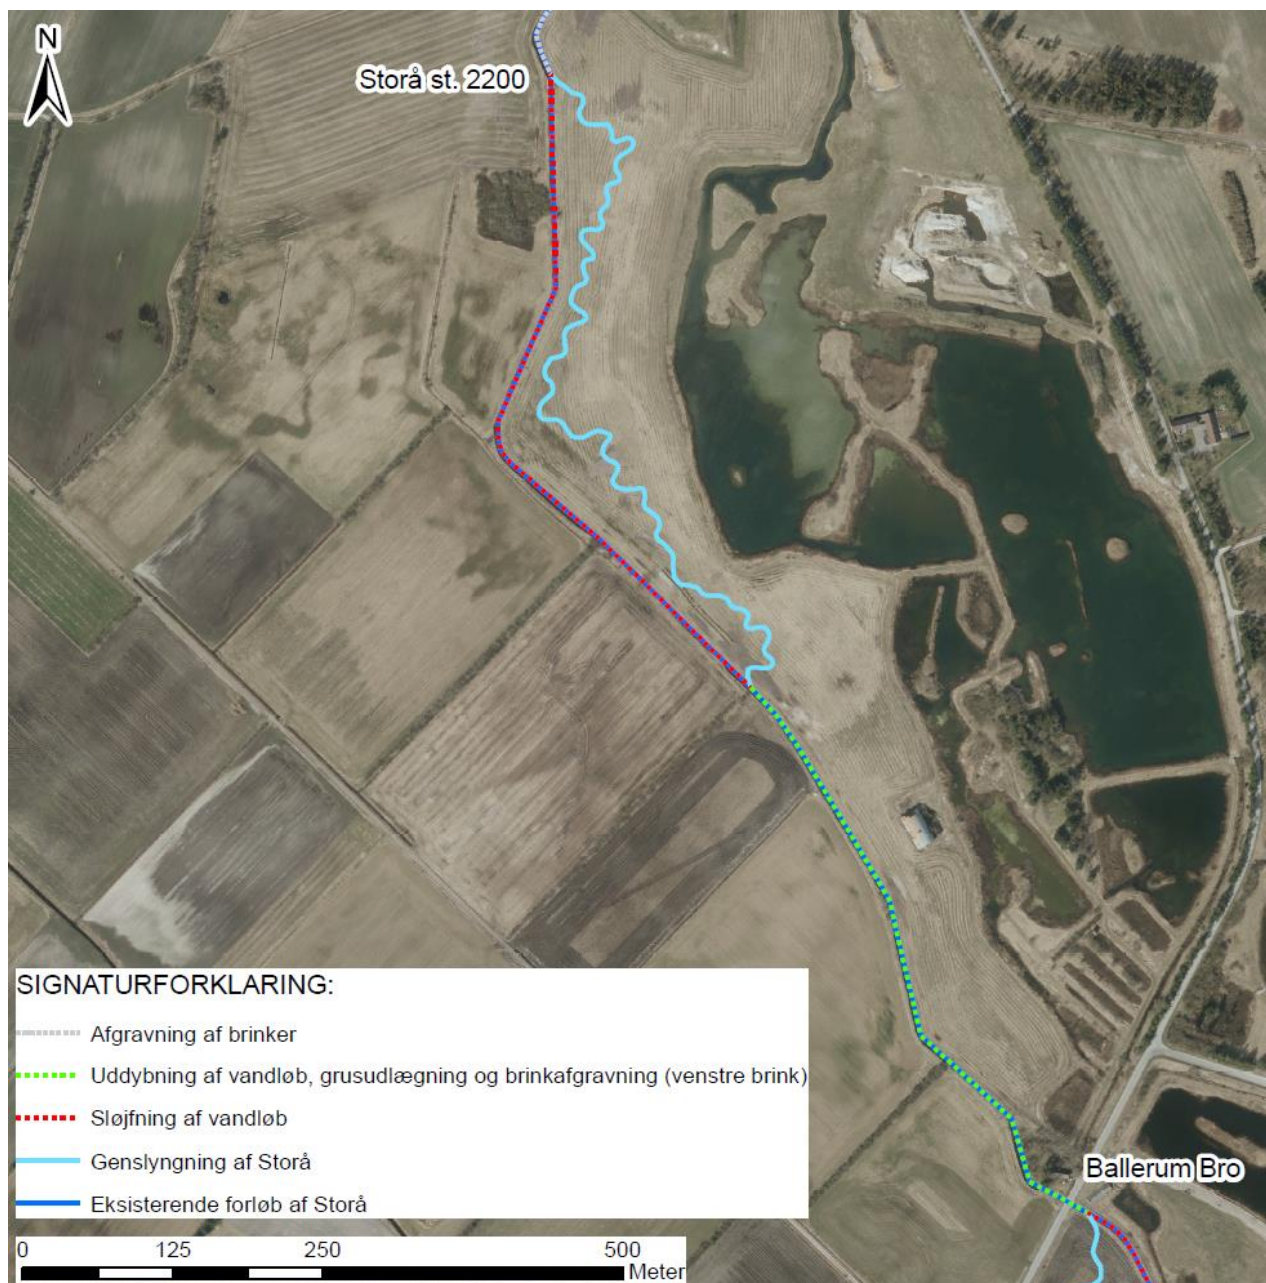 N
Storå st. 2200
SIGNATURFORKLARING:
Afgravning af brinker
Uddybning af vandløb, grusudlægning og brinkafgravning (venstre brink)
Sløjfning af vandløb
Genslyngning af Storå
Eksisterende forløb af Storå
Ballerum Bro
0 125 250 500
Meter